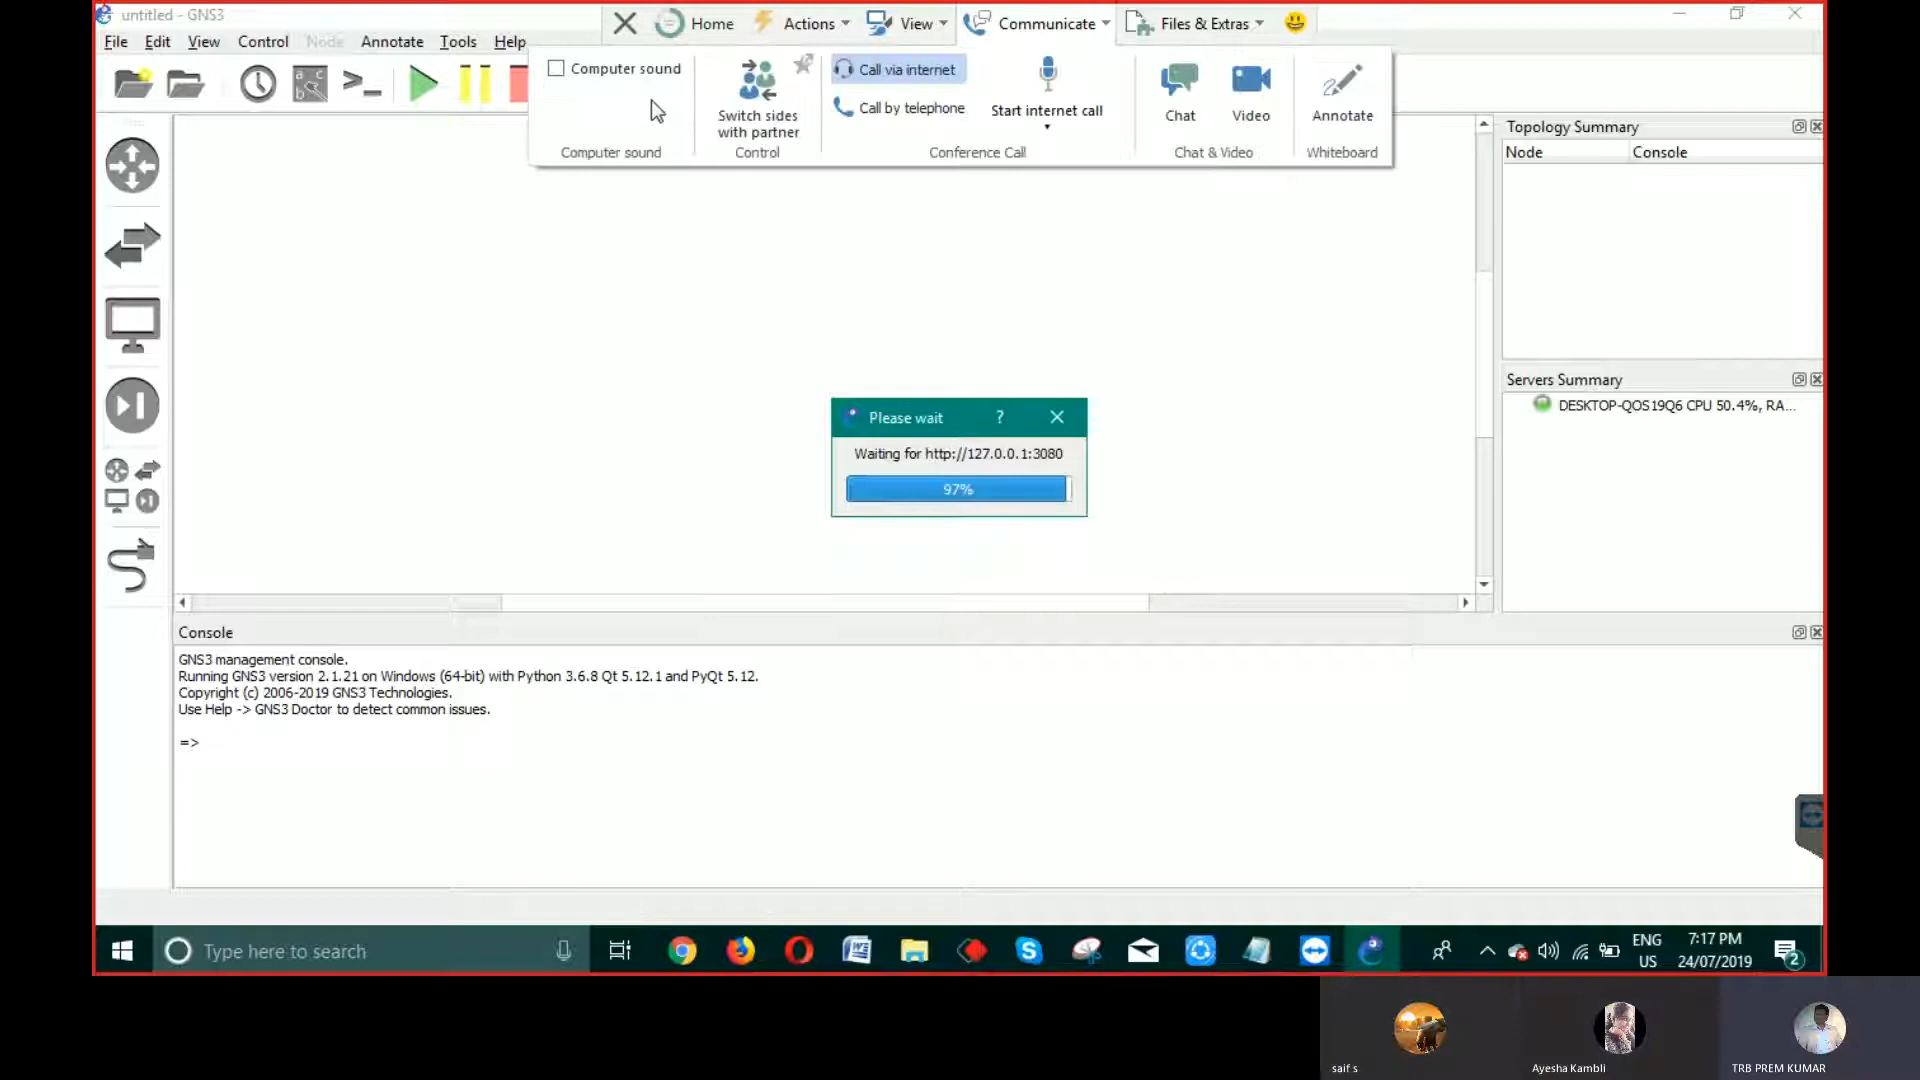 untitled - GNS3
Home
Actions
View
Communicate
Files & Extras
File Edit View Control Node Annotate Tools Help
Computer sound
Computer sound
Switch sides
with partner
Control
Call via internet
Call by telephone
Start internet call
Conference Call
Chat
Video
Chat & Video
Annotate
Whiteboard
Topology Summary
Node Console
Servers Summary
DESKTOP-QOS19Q6 CPU 50.4%, RA...
Please wait ?
Waiting for http://127.0.0.1:3080
97%
Console
GNS3 management console.
Running GNS3 version 2.1.21 on Windows (64-bit) with Python 3.6.8 Qt 5.12.1 and PyQt 5.12.
Copyright (c) 2006-2019 GNS3 Technologies.
Use Help -> GNS3 Doctor to detect common issues.
=>
Type here to search
ENG
US
7:17 PM
24/07/2019
2
saif s
Ayesha Kambli
TRB PREM KUMAR